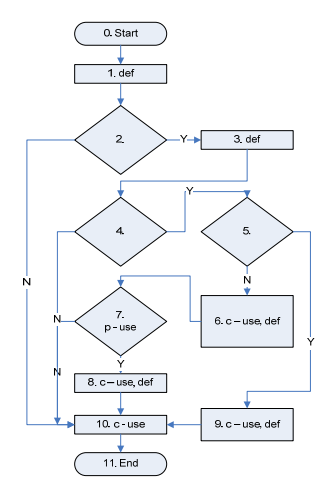 0. Start
1. def
2.
Y
3. def
4.
Y
5.
N
N
N
7.
p - use
6. c – use, def
Y
Y
N
8. c – use, def
10. c - use
9. c – use, def
11. End